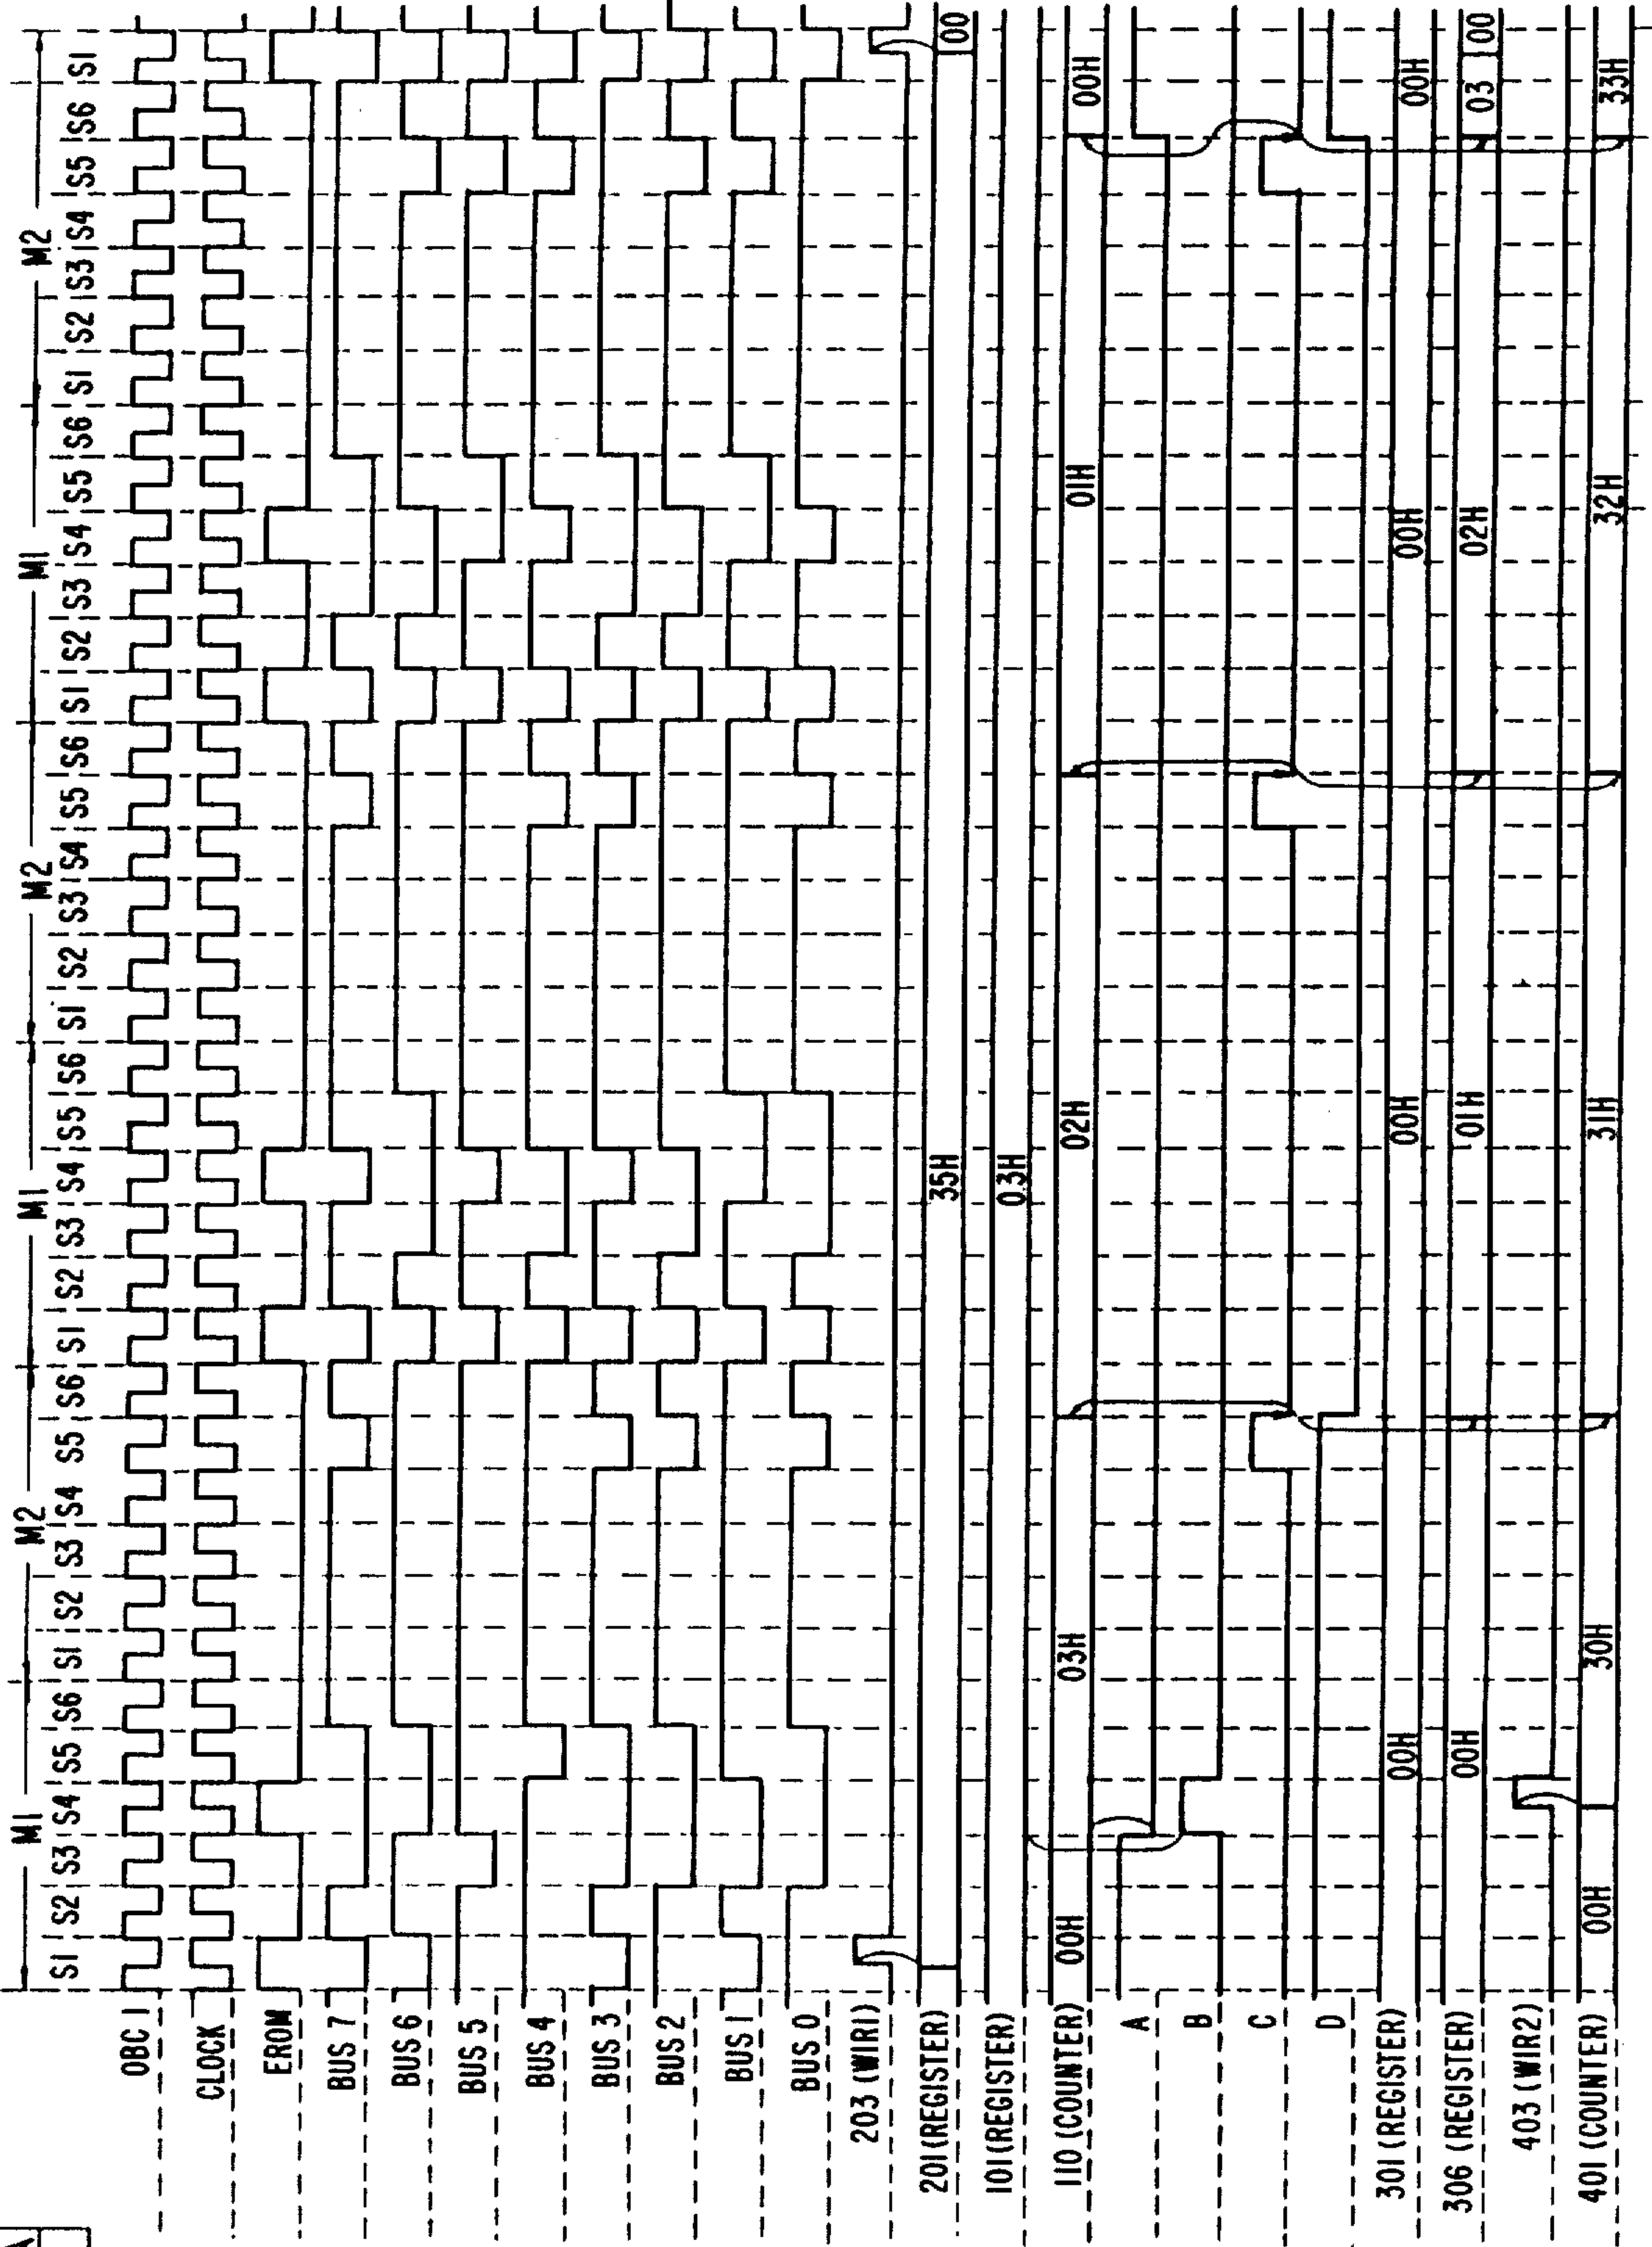 M1 M2 M1 M2 M1 M2
S1 S2 S3 S4 S5 S6 S1 S2 S3 S4 S5 S6 S1 S2 S3 S4 S5 S6 S1 S2 S3 S4 S5 S6 S1 S2 S3 S4 S5 S6 S1 S2 S3 S4 S5 S6 S1
OBC 1
CLOCK
EROM
BUS 7
BUS 6
BUS 5
BUS 4
BUS 3
BUS 2
BUS 1
BUS 0
203 (WIR1)
201 (REGISTER) 35H 00
101 (REGISTER) 03H
110 (COUNTER) 00H 03H 02H 01H 00H
A
B
C
D
301 (REGISTER) 00H 00H 00H 00H
306 (REGISTER) 00H 01H 02H 03 00
403 (WIR2)
401 (COUNTER) 00H 30H 31H 32H 33H